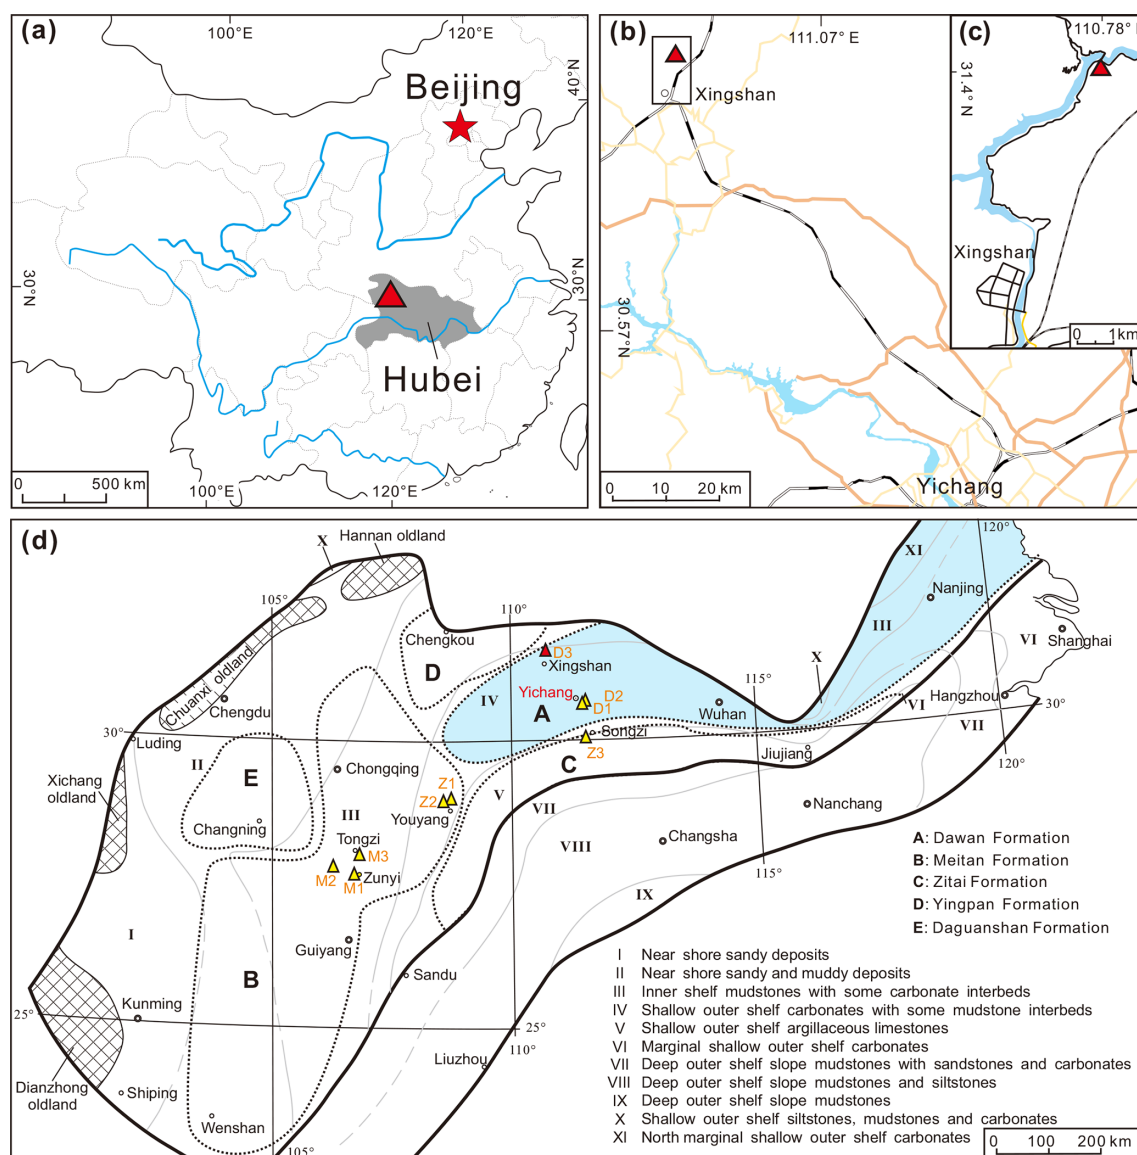 (a)
100°E
120°E
40°N
Beijing
30°N
30°N
Hubei
0 500 km
100°E
120°E
(b)
111.07° E
Xingshan
30.57°N
Yichang
0 10 20 km
(c)
110.78° E
31.4° N
Xingshan
0 1km
(d)
X
Hannan oldland
105°
110°
120°
XI
Nanjing
III
VI
Shanghai
Chengkou
D
D3
Xingshan
X
115°
Chuanxi oldland
Chengdu
IV
Yichang
D2
D1
A
Wuhan
Hangzhou
VI
30°
VII
30°
Luding
Songzi
Z3
Jiujiang
120°
II
E
Chongqing
C
Xichang
oldland
Z1
Z2
V
Youyang
VII
Nanchang
Changning
III
Tongzi
M3
M2
M1
Zunyi
VIII
Changsha
115°
IX
I
Guiyang
B
Sandu
Kunming
25°
25°
110°
Liuzhou
Dianzhong
oldland
Shiping
Wenshan
105°
A: Dawan Formation
B: Meitan Formation
C: Zitai Formation
D: Yingpan Formation
E: Daguanshan Formation
I Near shore sandy deposits
II Near shore sandy and muddy deposits
III Inner shelf mudstones with some carbonate interbeds
IV Shallow outer shelf carbonates with some mudstone interbeds
V Shallow outer shelf argillaceous limestones
VI Marginal shallow outer shelf carbonates
VII Deep outer shelf slope mudstones with sandstones and carbonates
VIII Deep outer shelf slope mudstones and siltstones
IX Deep outer shelf slope mudstones
X Shallow outer shelf siltstones, mudstones and carbonates
XI North marginal shallow outer shelf carbonates
0 100 200 km